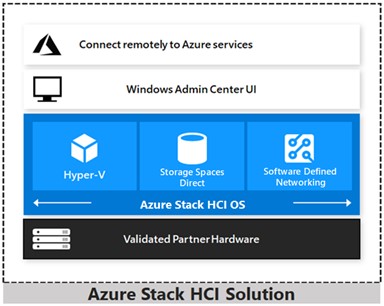 Connect remotely to Azure services
Windows Admin Center UI
Hyper-V
Storage Spaces
Direct
Software Defined
Networking
Azure Stack HCI OS
Validated Partner Hardware
Azure Stack HCI Solution